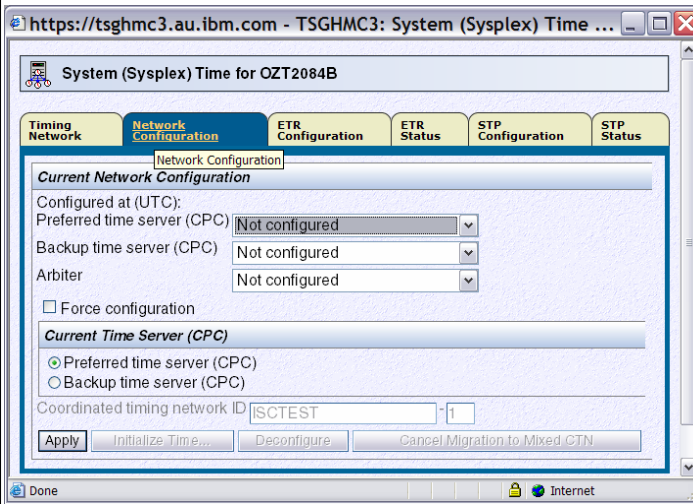 https://tsghmc3.au.ibm.com - TSGHMC3: System (Sysplex) Time ...
System (Sysplex) Time for OZT2084B
Timing Network
Network Configuration
ETR Configuration
ETR Status
STP Configuration
STP Status
Network Configuration
Current Network Configuration
Configured at (UTC):
Preferred time server (CPC) Not configured
Backup time server (CPC) Not configured
Arbiter Not configured
Force configuration
Current Time Server (CPC)
Preferred time server (CPC)
Backup time server (CPC)
Coordinated timing network ID ISCTEST - 1
Apply Initialize Time... Deconfigure Cancel Migration to Mixed CTN
Done Internet